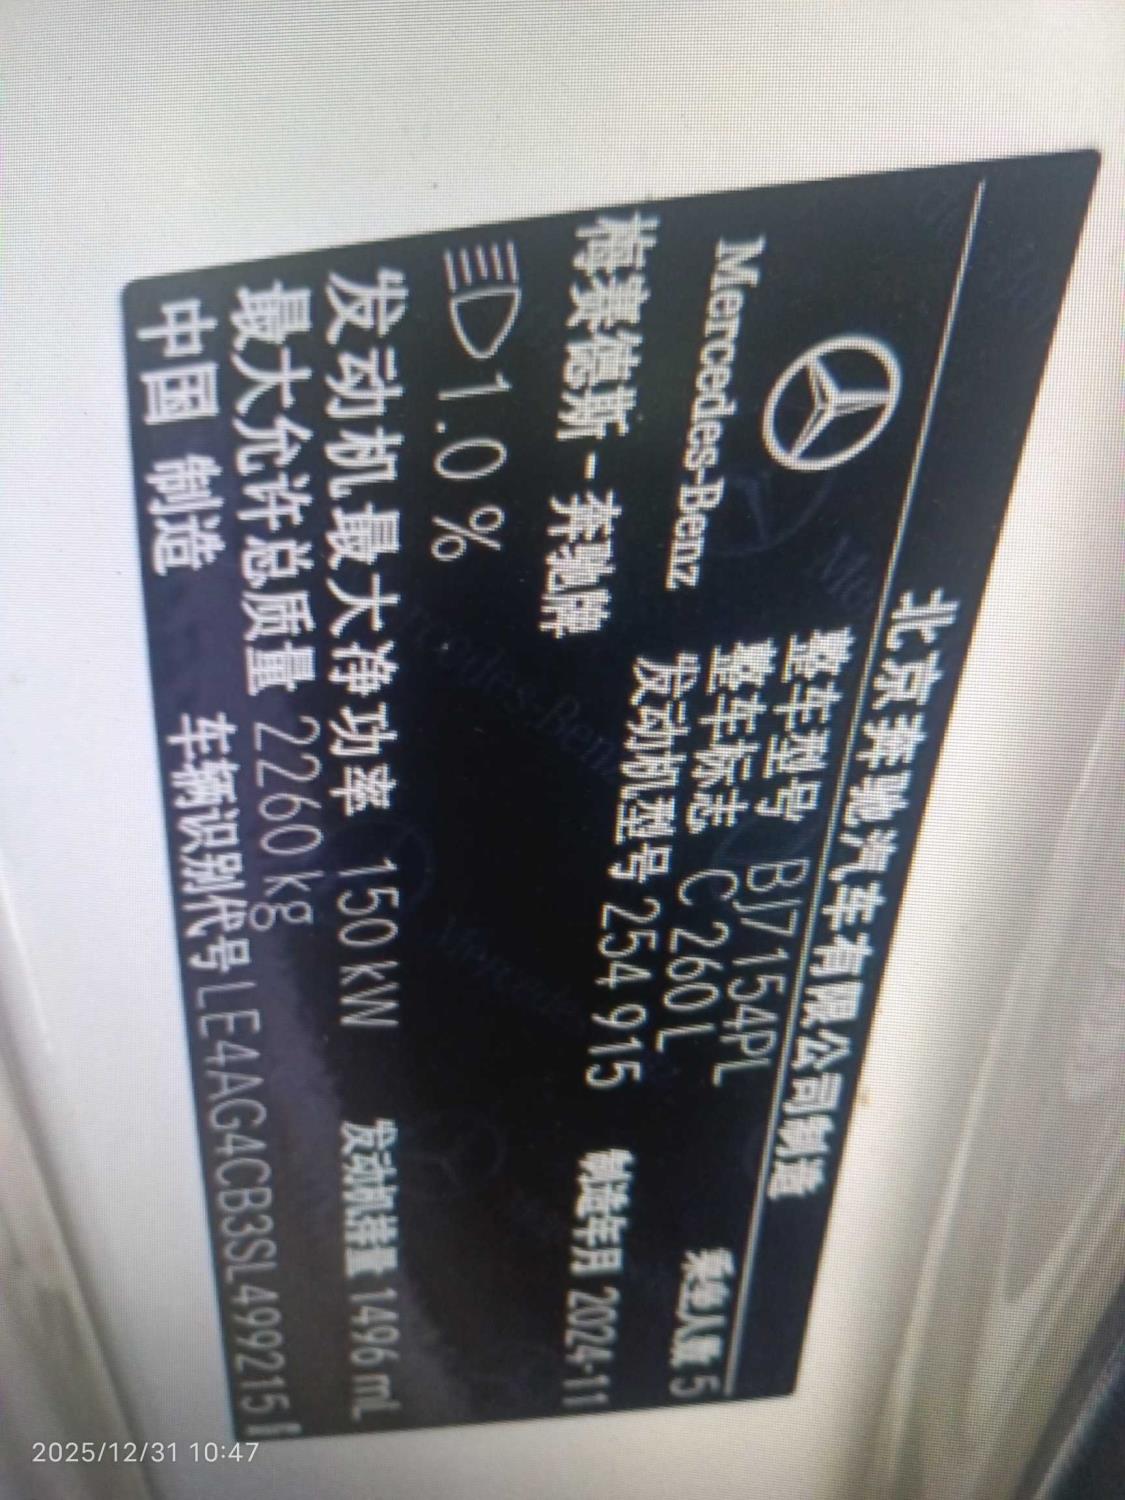 北京奔驰汽车有限公司制造
Mercedes-Benz
整车型号 BJ7154PL
整车标志 C 260 L
乘坐人数 5
梅赛德斯-奔驰牌
发动机型号 254 915
制造年月 2024-11
1.0%
发动机最大净功率 150 kW
发动机排量 1496 mL
最大允许总质量 2260 kg
中国 制造
车辆识别代号 LE4AG4CB3SL499215
2025/12/31 10:47